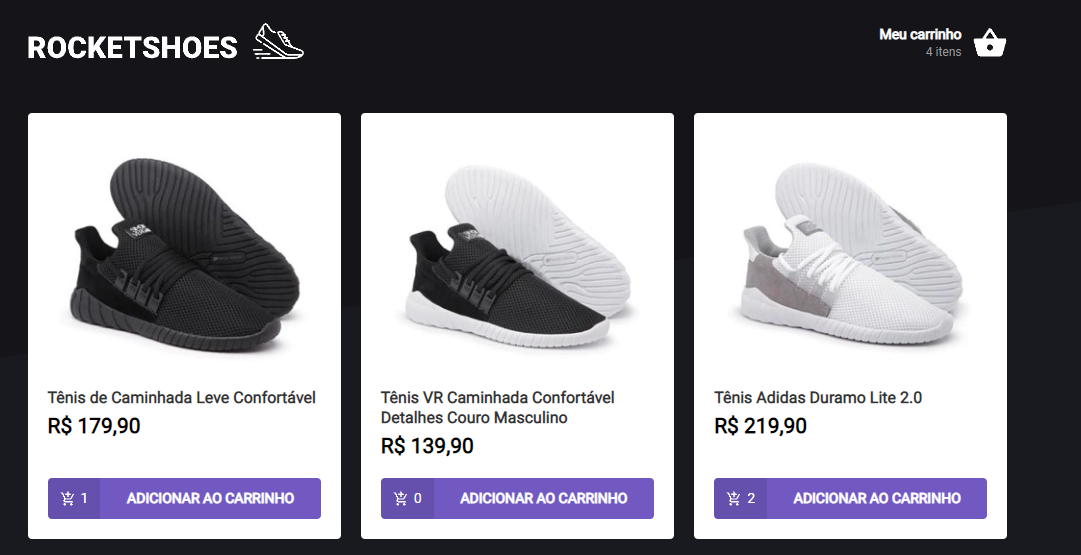 ROCKETSHOES
Meu carrinho
4 itens
Tênis de Caminhada Leve Confortável
R$ 179,90
1 ADICIONAR AO CARRINHO
Tênis VR Caminhada Confortável
Detalhes Couro Masculino
R$ 139,90
0 ADICIONAR AO CARRINHO
Tênis Adidas Duramo Lite 2.0
R$ 219,90
2 ADICIONAR AO CARRINHO